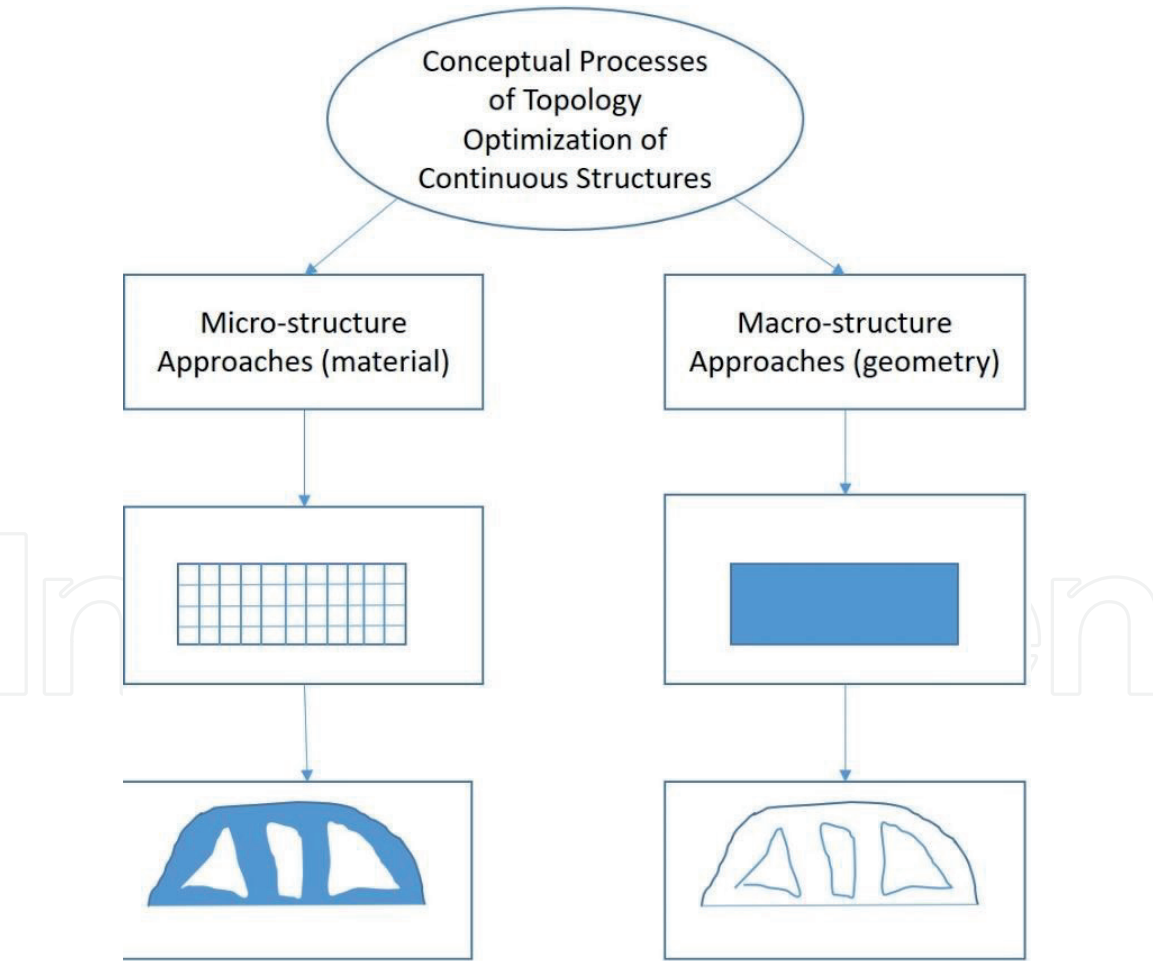 Conceptual Processes
of Topology
Optimization of
Continuous Structures
Micro-structure
Approaches (material)
Macro-structure
Approaches (geometry)